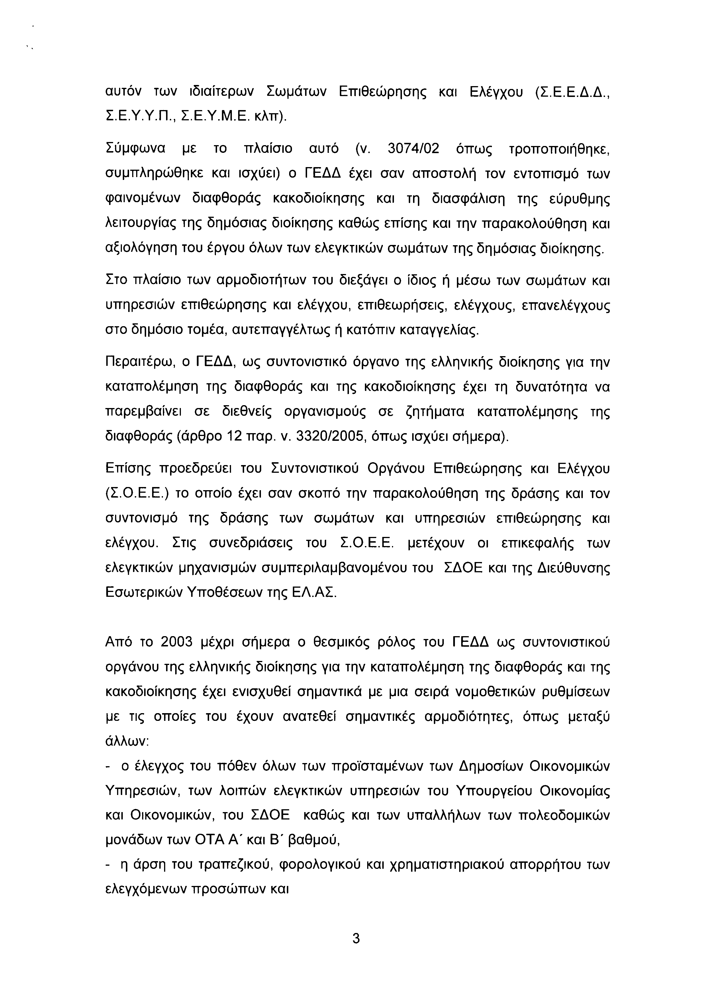 αυτόν των ιδιαίτερων Σωμάτων Επιθεώρησης και Ελέγχου (Σ.Ε.Ε.Δ.Δ.,
Σ.Ε.Υ.Υ.Π., Σ.Ε.Υ.Μ.Ε. κλπ).
Σύμφωνα με το πλαίσιο αυτό (ν. 3074/02 όπως τροποποιήθηκε,
συμπληρώθηκε και ισχύει) ο ΓΕΔΔ έχει σαν αποστολή τον εντοπισμό των
φαινομένων διαφθοράς κακοδιοίκησης και τη διασφάλιση της εύρυθμης
λειτουργίας της δημόσιας διοίκησης καθώς επίσης και την παρακολούθηση και
αξιολόγηση του έργου όλων των ελεγκτικών σωμάτων της δημόσιας διοίκησης.
Στο πλαίσιο των αρμοδιοτήτων του διεξάγει ο ίδιος ή μέσω των σωμάτων και
υπηρεσιών επιθεώρησης και ελέγχου, επιθεωρήσεις, ελέγχους, επανελέγχους
στο δημόσιο τομέα, αυτεπαγγέλτως ή κατόπιν καταγγελίας.
Περαιτέρω, ο ΓΕΔΔ, ως συντονιστικό όργανο της ελληνικής διοίκησης για την
καταπολέμηση της διαφθοράς και της κακοδιοίκησης έχει τη δυνατότητα να
παρεμβαίνει σε διεθνείς οργανισμούς σε ζητήματα καταπολέμησης της
διαφθοράς (άρθρο 12 παρ. ν. 3320/2005, όπως ισχύει σήμερα).
Επίσης προεδρεύει του Συντονιστικού Οργάνου Επιθεώρησης και Ελέγχου
(Σ.Ο.Ε.Ε.) το οποίο έχει σαν σκοπό την παρακολούθηση της δράσης και τον
συντονισμό της δράσης των σωμάτων και υπηρεσιών επιθεώρησης και
ελέγχου. Στις συνεδριάσεις του Σ.Ο.Ε.Ε. μετέχουν οι επικεφαλής των
ελεγκτικών μηχανισμών συμπεριλαμβανομένου του ΣΔΟΕ και της Διεύθυνσης
Εσωτερικών Υποθέσεων της ΕΛ.ΑΣ.
Από το 2003 μέχρι σήμερα ο θεσμικός ρόλος του ΓΕΔΔ ως συντονιστικού
οργάνου της ελληνικής διοίκησης για την καταπολέμηση της διαφθοράς και της
κακοδιοίκησης έχει ενισχυθεί σημαντικά με μια σειρά νομοθετικών ρυθμίσεων
με τις οποίες του έχουν ανατεθεί σημαντικές αρμοδιότητες, όπως μεταξύ
άλλων:
- ο έλεγχος του πόθεν όλων των προϊσταμένων των Δημοσίων Οικονομικών
Υπηρεσιών, των λοιπών ελεγκτικών υπηρεσιών του Υπουργείου Οικονομίας
και Οικονομικών, του ΣΔΟΕ καθώς και των υπαλλήλων των πολεοδομικών
μονάδων των ΟΤΑ Α΄ και Β΄ βαθμού,
- η άρση του τραπεζικού, φορολογικού και χρηματιστηριακού απορρήτου των
ελεγχόμενων προσώπων και
3